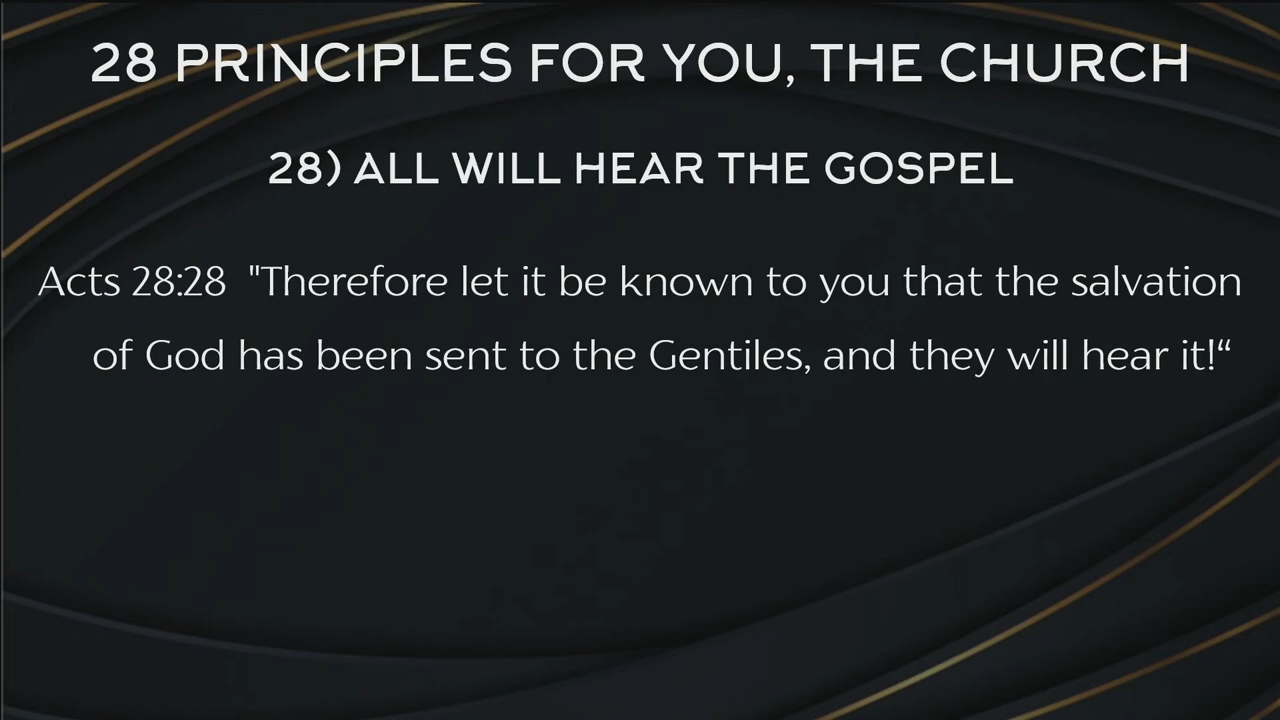 28 PRINCIPLES FOR YOU, THE CHURCH
28) ALL WILL HEAR THE GOSPEL
Acts 28:28 "Therefore let it be known to you that the salvation
of God has been sent to the Gentiles, and they will hear it!“